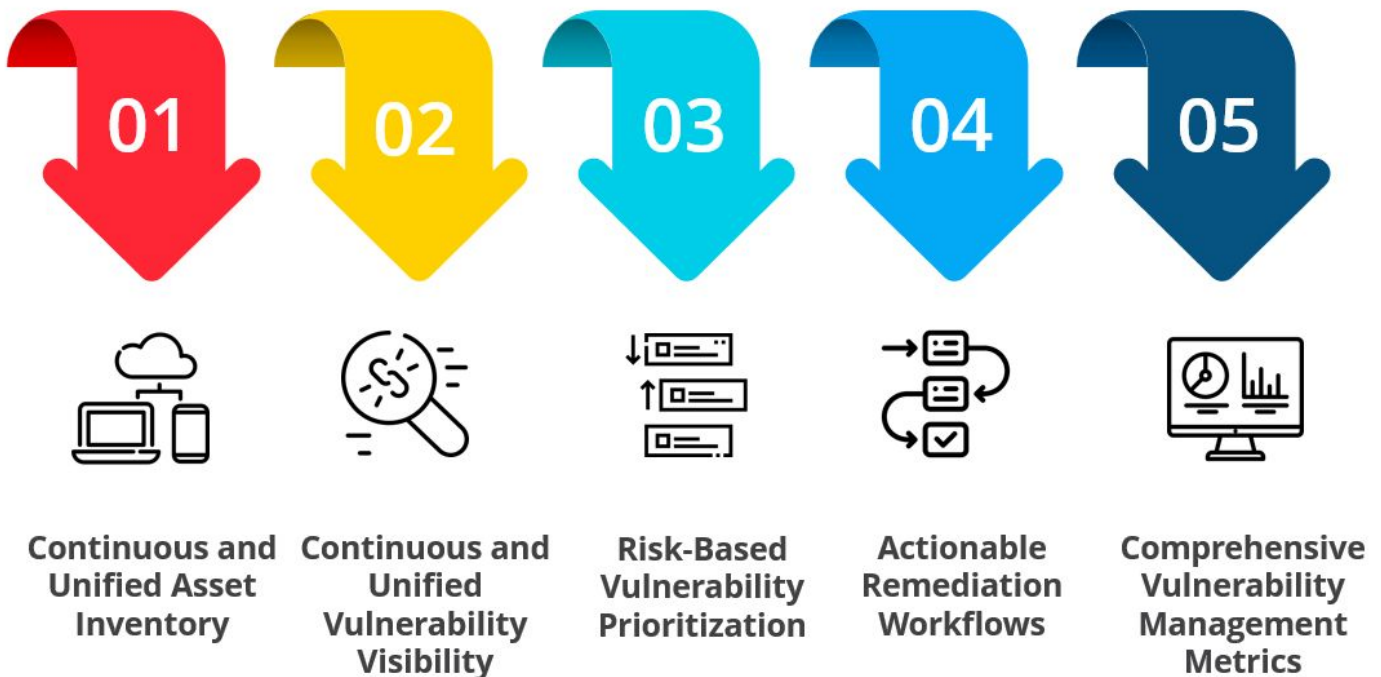 01
02
03
04
05
Continuous and
Unified Asset
Inventory
Continuous and
Unified
Vulnerability
Visibility
Risk-Based
Vulnerability
Prioritization
Actionable
Remediation
Workflows
Comprehensive
Vulnerability
Management
Metrics